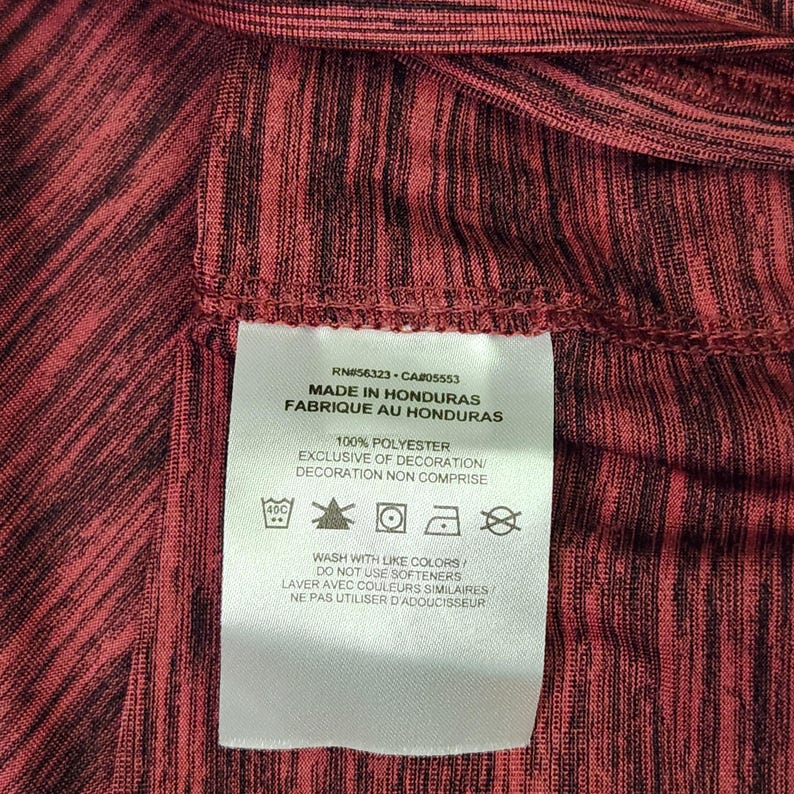 RN#56323 • CA#05553
MADE IN HONDURAS
FABRIQUE AU HONDURAS
100% POLYESTER
EXCLUSIVE OF DECORATION/
DECORATION NON COMPRISE
40C
WASH WITH LIKE COLORS /
DO NOT USE SOFTENERS
LAVER AVEC COULEURS SIMILAIRES /
NE PAS UTILISER D'ADOUCISSEUR